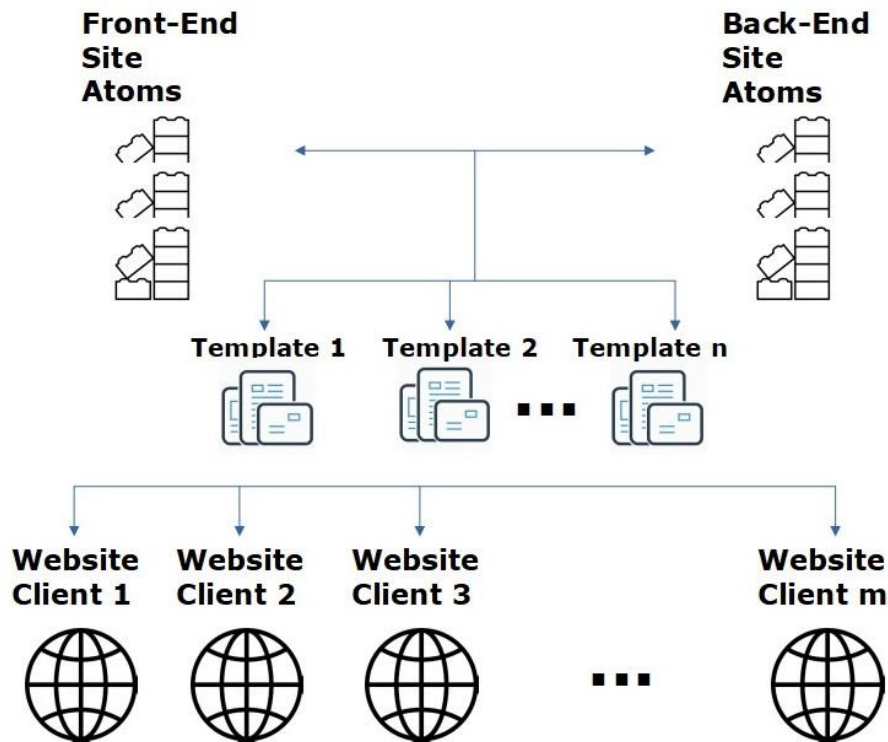 Front-End
Site
Atoms
Back-End
Site
Atoms
Template 1
Template 2
Template n
...
Website
Client 1
Website
Client 2
Website
Client 3
Website
Client m
...